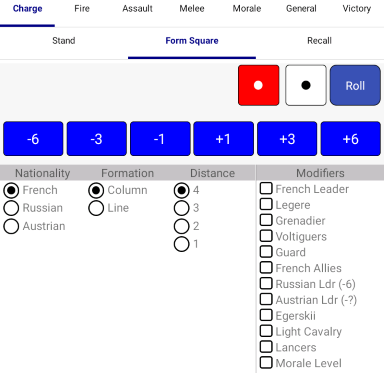 Charge Fire Assault Melee Morale General Victory
Stand Form Square Recall
Roll
-6 -3 -1 +1 +3 +6
Nationality Formation Distance Modifiers
French Column 4 French Leader
Russian Line 3 Legere
Austrian 2 Grenadier
1 Voltiguers
Guard
French Allies
Russian Ldr (-6)
Austrian Ldr (-?)
Egerskii
Light Cavalry
Lancers
Morale Level